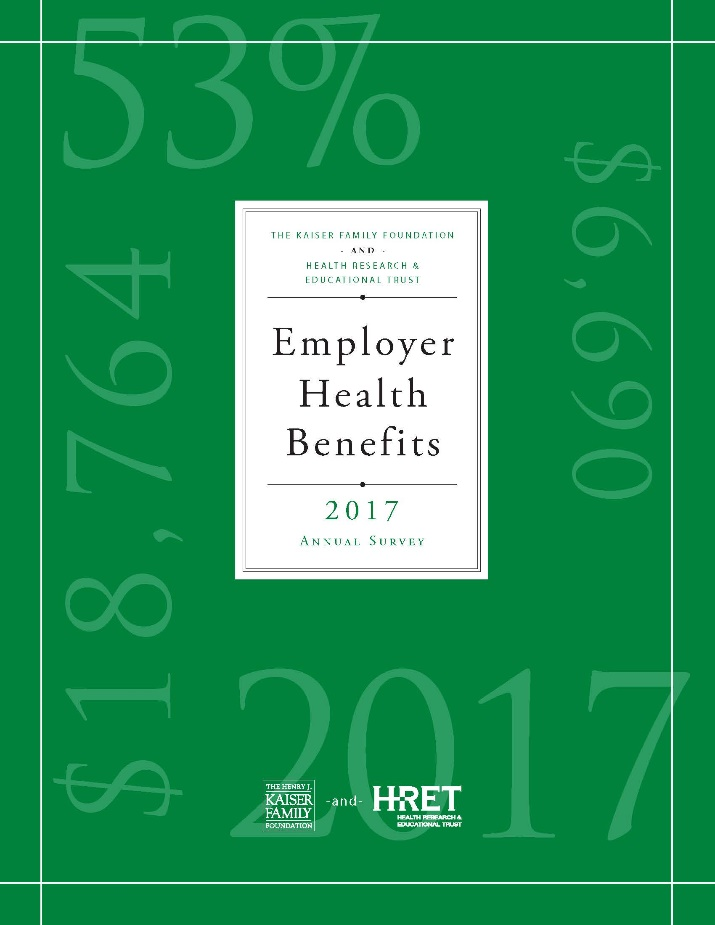 53%
$6,690
$18,764
THE KAISER FAMILY FOUNDATION
- AND -
HEALTH RESEARCH &
EDUCATIONAL TRUST
Employer
Health
Benefits
2017
ANNUAL SURVEY
2017
THE HENRY J.
KAISER
FAMILY
FOUNDATION
-and-
HRET
HEALTH RESEARCH &
EDUCATIONAL TRUST